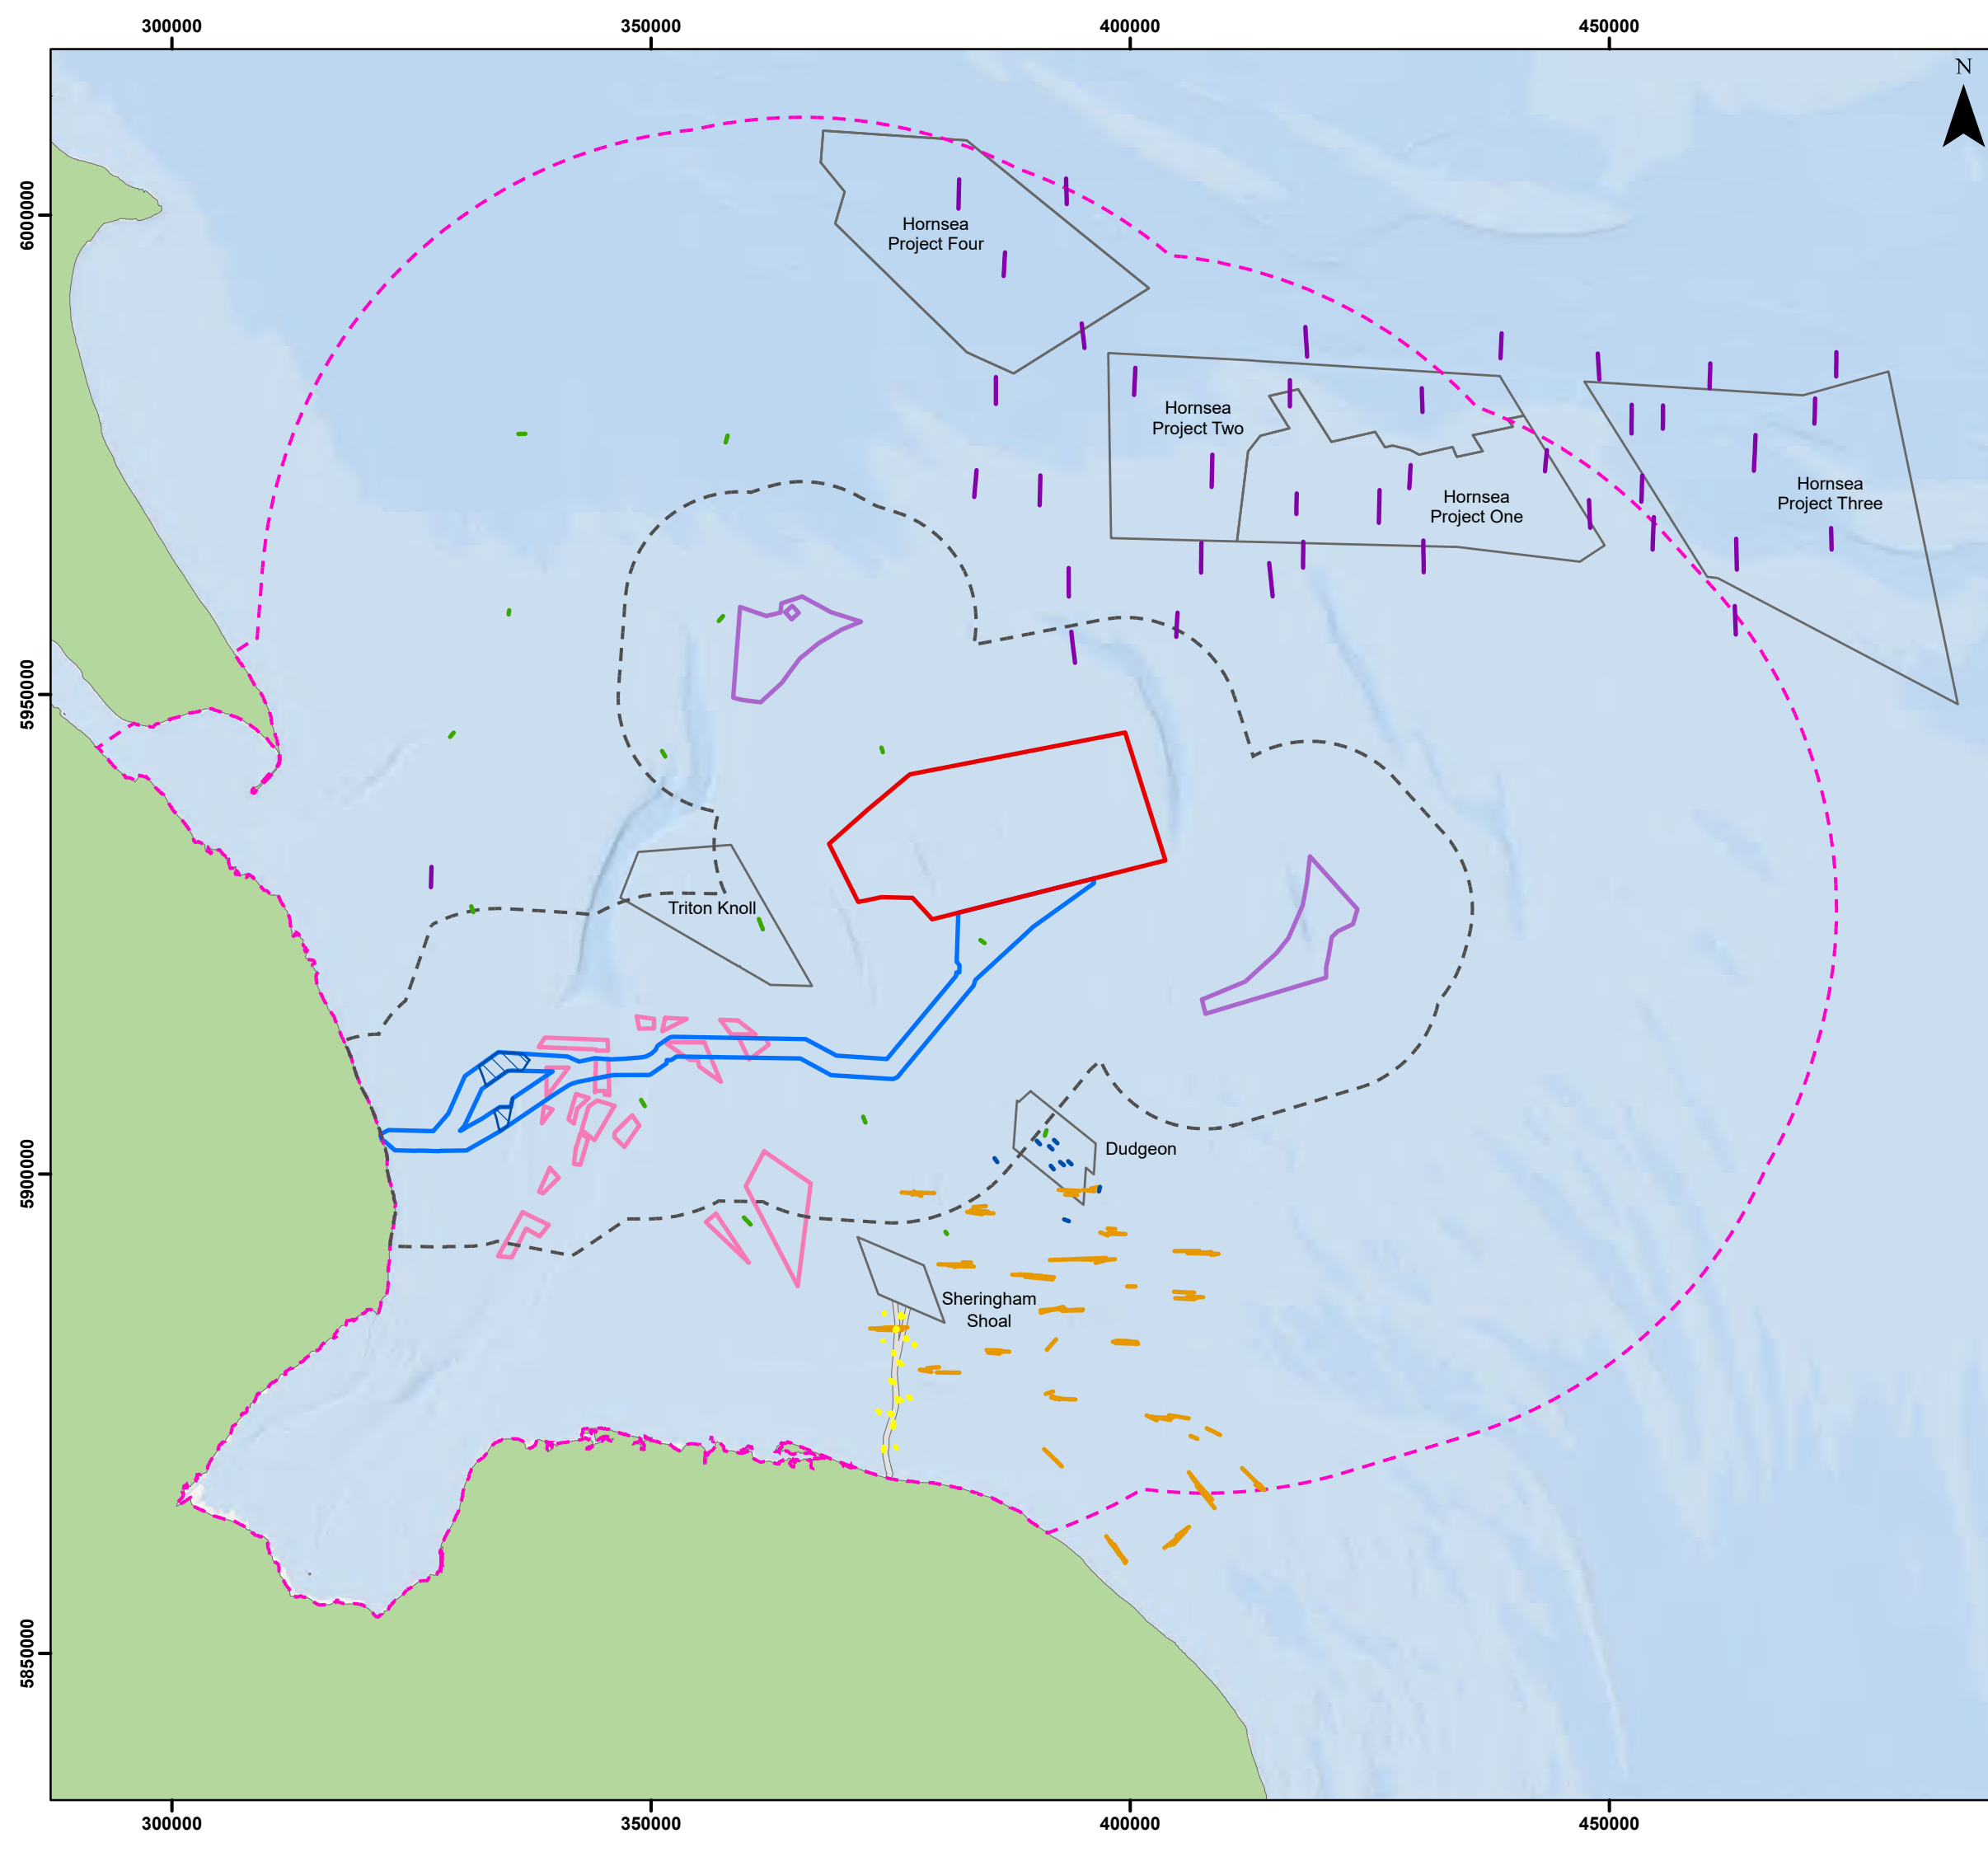 300000
350000
400000
450000
N
6000000
Hornsea
Project Four
Hornsea
Project Two
Hornsea
Project One
Hornsea
Project Three
5950000
Triton Knoll
5900000
Dudgeon
Sheringham
Shoal
5850000
300000
350000
400000
450000